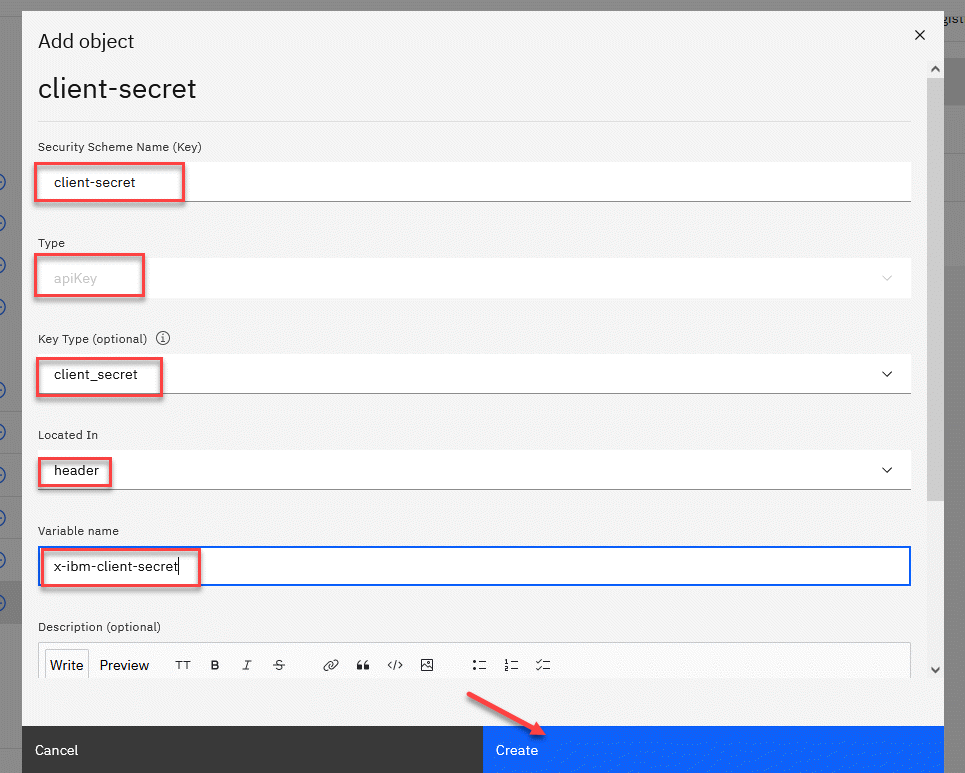 Add object
client-secret
Security Scheme Name (Key)
client-secret
Type
apiKey
Key Type (optional)
client_secret
Located In
header
Variable name
x-ibm-client-secret
Description (optional)
Write Preview TT B I S
Cancel Create